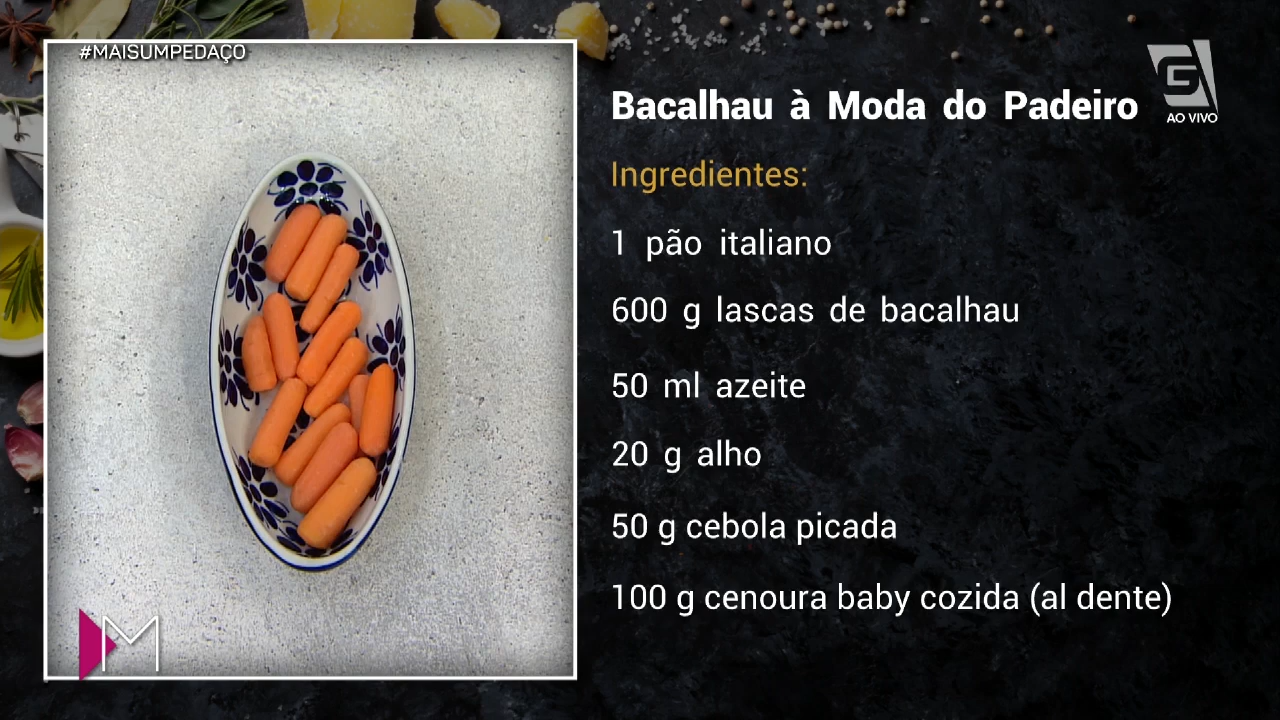 #MAISUMPEDAÇO
G
AO VIVO
Bacalhau à Moda do Padeiro
Ingredientes:
1 pão italiano
600 g lascas de bacalhau
50 ml azeite
20 g alho
50 g cebola picada
100 g cenoura baby cozida (al dente)
M